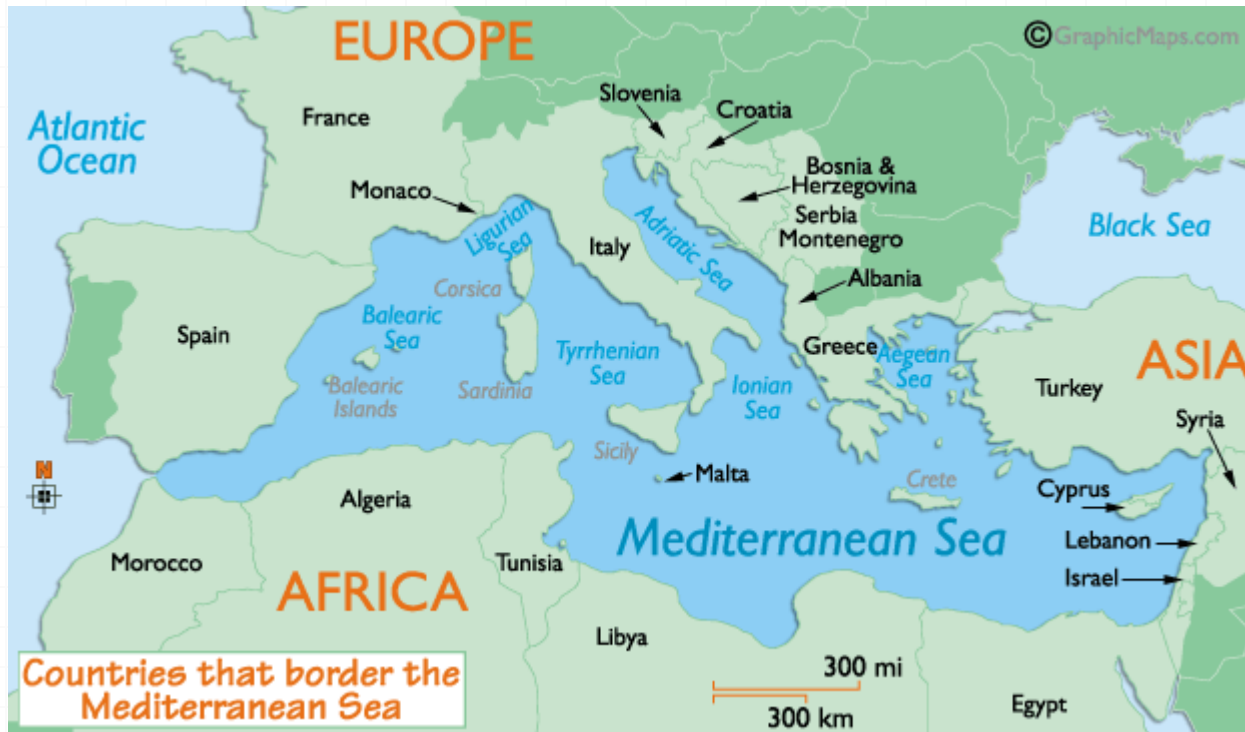 EUROPE
©GraphicMaps.com
Slovenia
Croatia
France
Atlantic
Ocean
Bosnia &
Herzegovina
Monaco
Ligurian
Sea
Serbia
Montenegro
Black Sea
Italy
Adriatic Sea
Albania
Corsica
Balearic
Sea
Spain
Tyrrhenian
Sea
Greece
Aegean
Sea
ASIA
Balearic
Islands
Sardinia
Ionian
Sea
Turkey
Syria
Sicily
N
Malta
Crete
Cyprus
Algeria
Mediterranean Sea
Lebanon
Morocco
Tunisia
Israel
AFRICA
Libya
Countries that border the
Mediterranean Sea
300 mi
300 km
Egypt